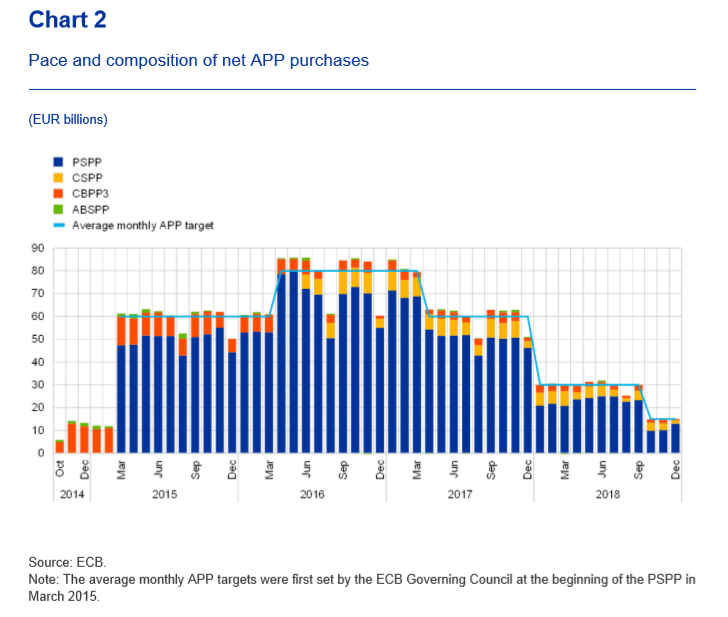 Chart 2
Pace and composition of net APP purchases
(EUR billions)
PSPP
CSPP
CBPP3
ABSPP
Average monthly APP target
90
80
70
60
50
40
30
20
10
0
Oct Dec Mar Jun Sep Dec Mar Jun Sep Dec Mar Jun Sep Dec Mar Jun Sep Dec
2014 2015 2016 2017 2018
Source: ECB.
Note: The average monthly APP targets were first set by the ECB Governing Council at the beginning of the PSPP in
March 2015.